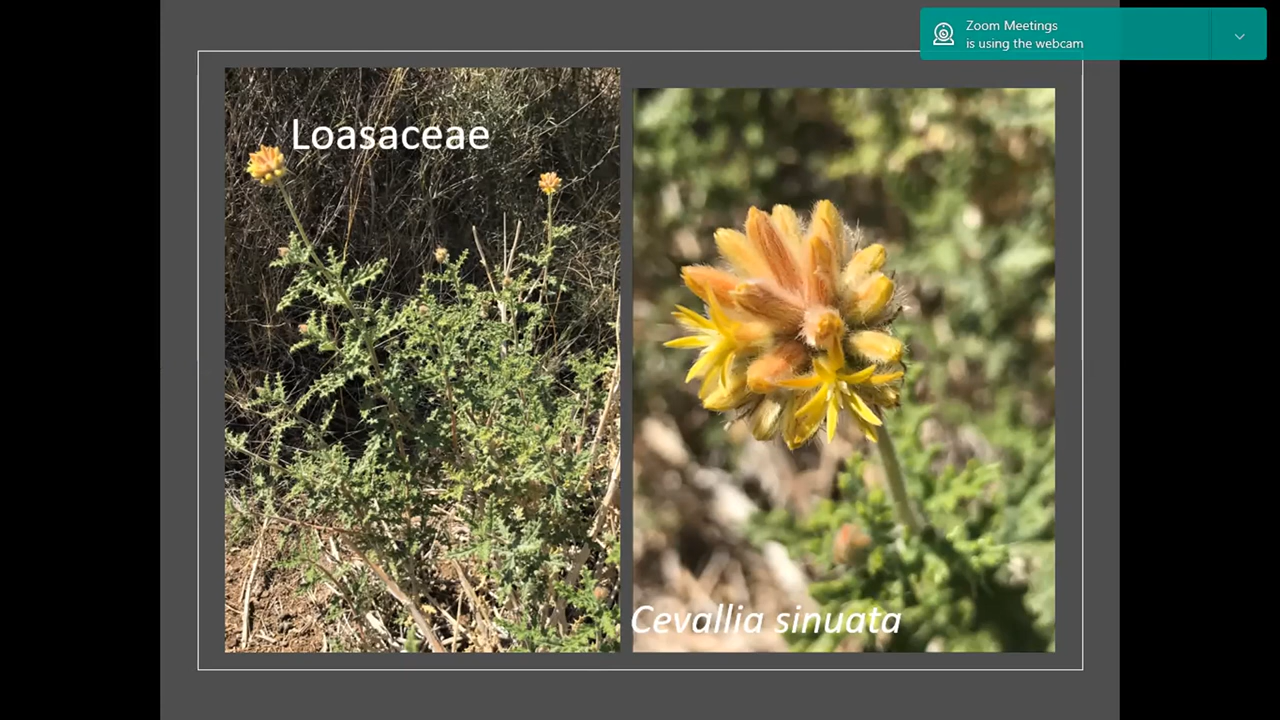 Zoom Meetings
is using the webcam
Loasaceae
Cevallia sinuata